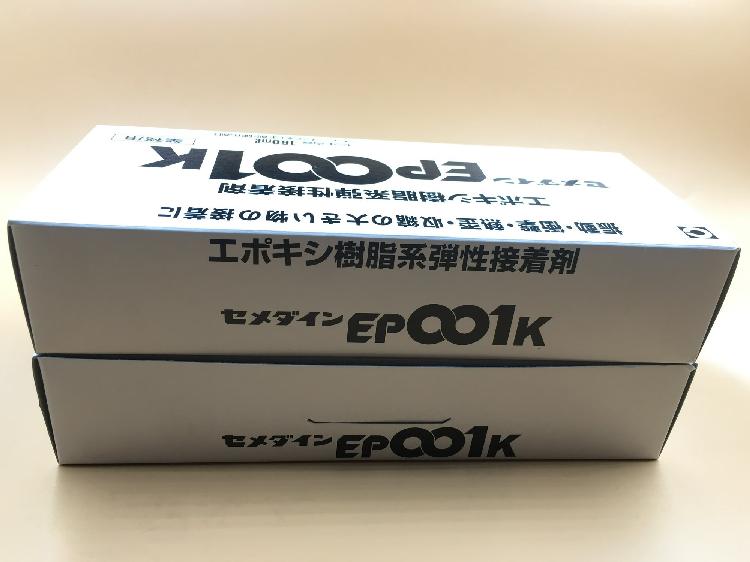 振動・衝撃・熱歪・収縮の大きい物の接着に
エポキシ樹脂系弾性接着剤
セメダイン EP001K
業務用
エポキシ樹脂系弾性接着剤
セメダイン EP001K
セメダイン EP001K